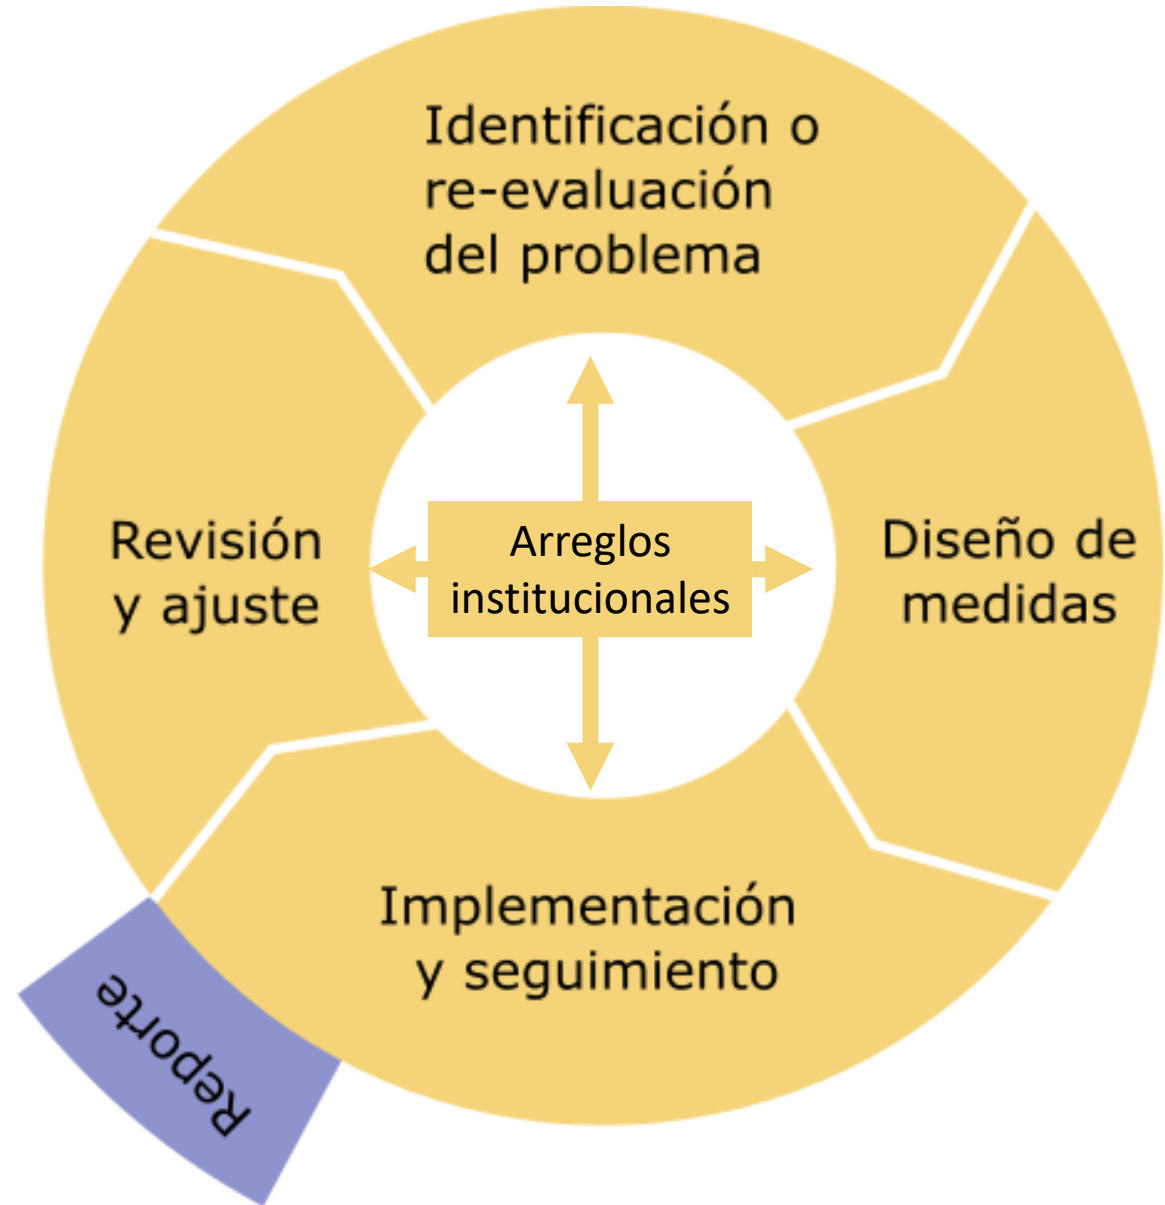 Identificación o
re-evaluación
del problema
Revisión
y ajuste
Arreglos
institucionales
Diseño de
medidas
Implementación
y seguimiento
Reporte